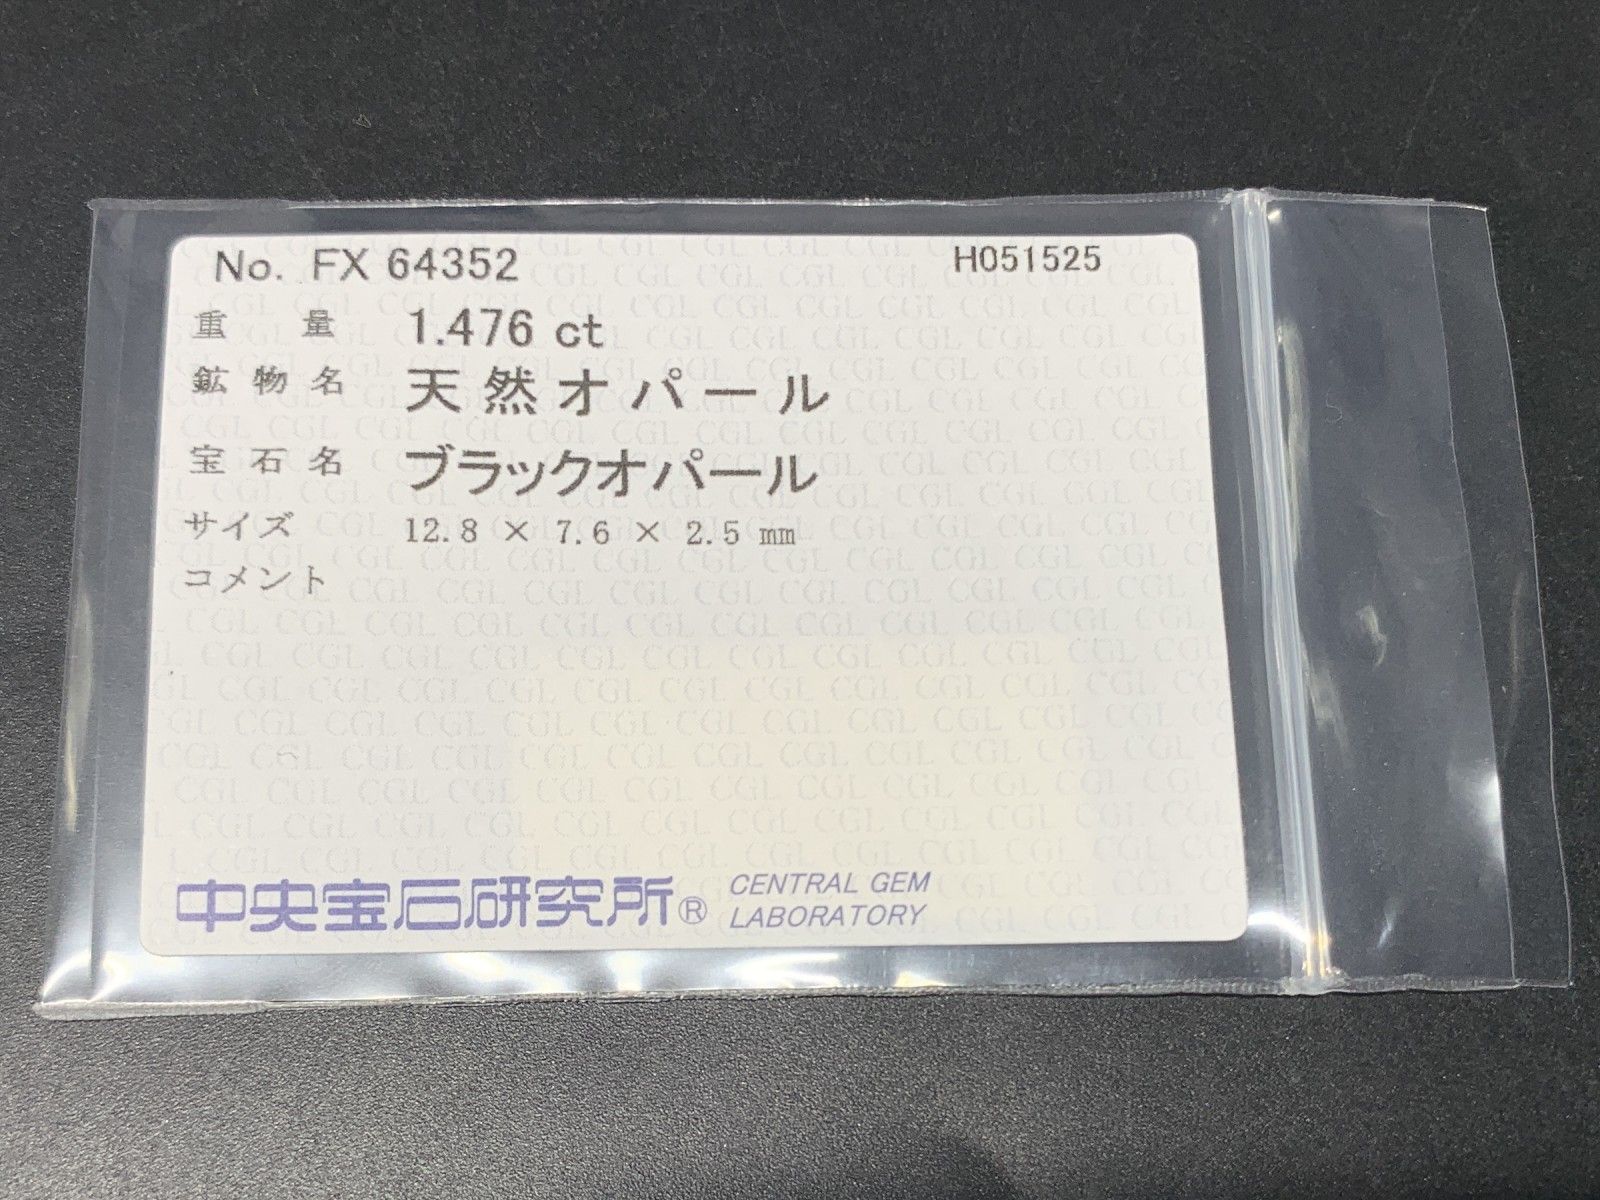 No. FX 64352 H051525
重量 1.476 ct
鉱物名 天然オパール
宝石名 ブラックオパール
サイズ 12.8 × 7.6 × 2.5 ㎜
コメント
中央宝石研究所® CENTRAL GEM
LABORATORY